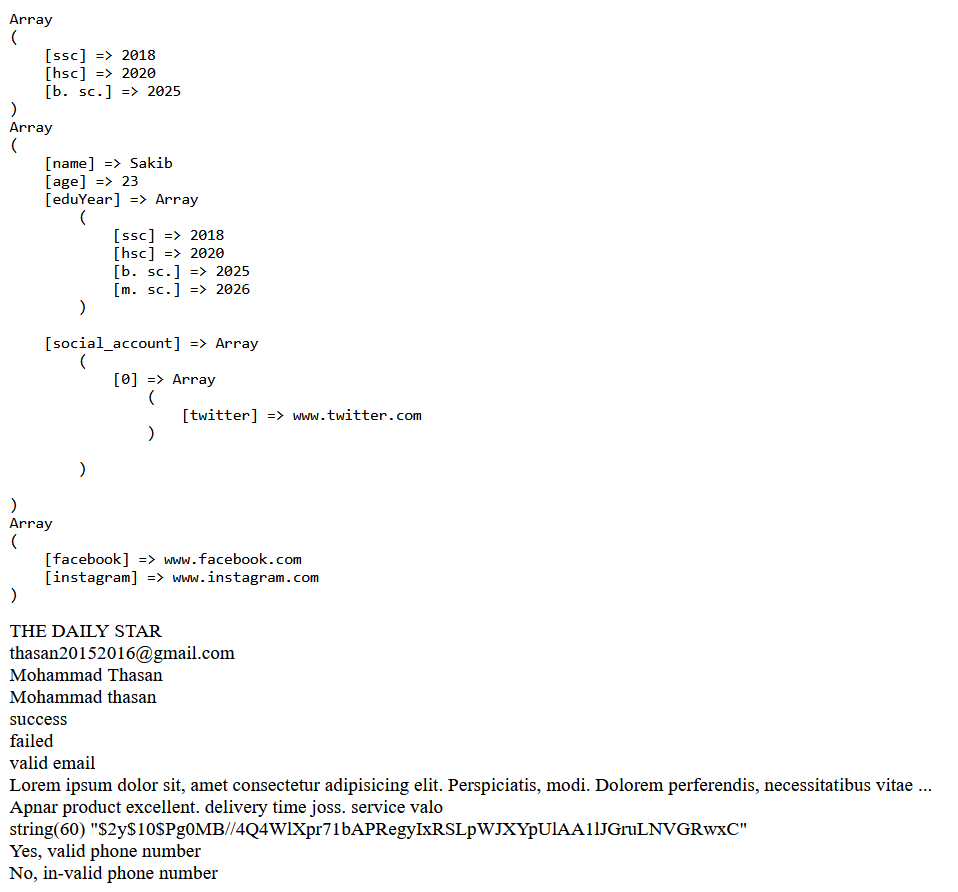 Array
(
    [ssc] => 2018
    [hsc] => 2020
    [b. sc.] => 2025
)
Array
(
    [name] => Sakib
    [age] => 23
    [eduYear] => Array
        (
            [ssc] => 2018
            [hsc] => 2020
            [b. sc.] => 2025
            [m. sc.] => 2026
        )

    [social_account] => Array
        (
            [0] => Array
                (
                    [twitter] => www.twitter.com
                )

        )

)
Array
(
    [facebook] => www.facebook.com
    [instagram] => www.instagram.com
)
THE DAILY STAR
thasan20152016@gmail.com
Mohammad Thasan
Mohammad thasan
success
failed
valid email
Lorem ipsum dolor sit, amet consectetur adipisicing elit. Perspiciatis, modi. Dolorem perferendis, necessitatibus vitae ...
Apnar product excellent. delivery time joss. service valo
string(60) "$2y$10$Pg0MB//4Q4WlXpr71bAPRegyIxRSLpWJXYpUlAA1lJGruLNVGRwxC"
Yes, valid phone number
No, in-valid phone number